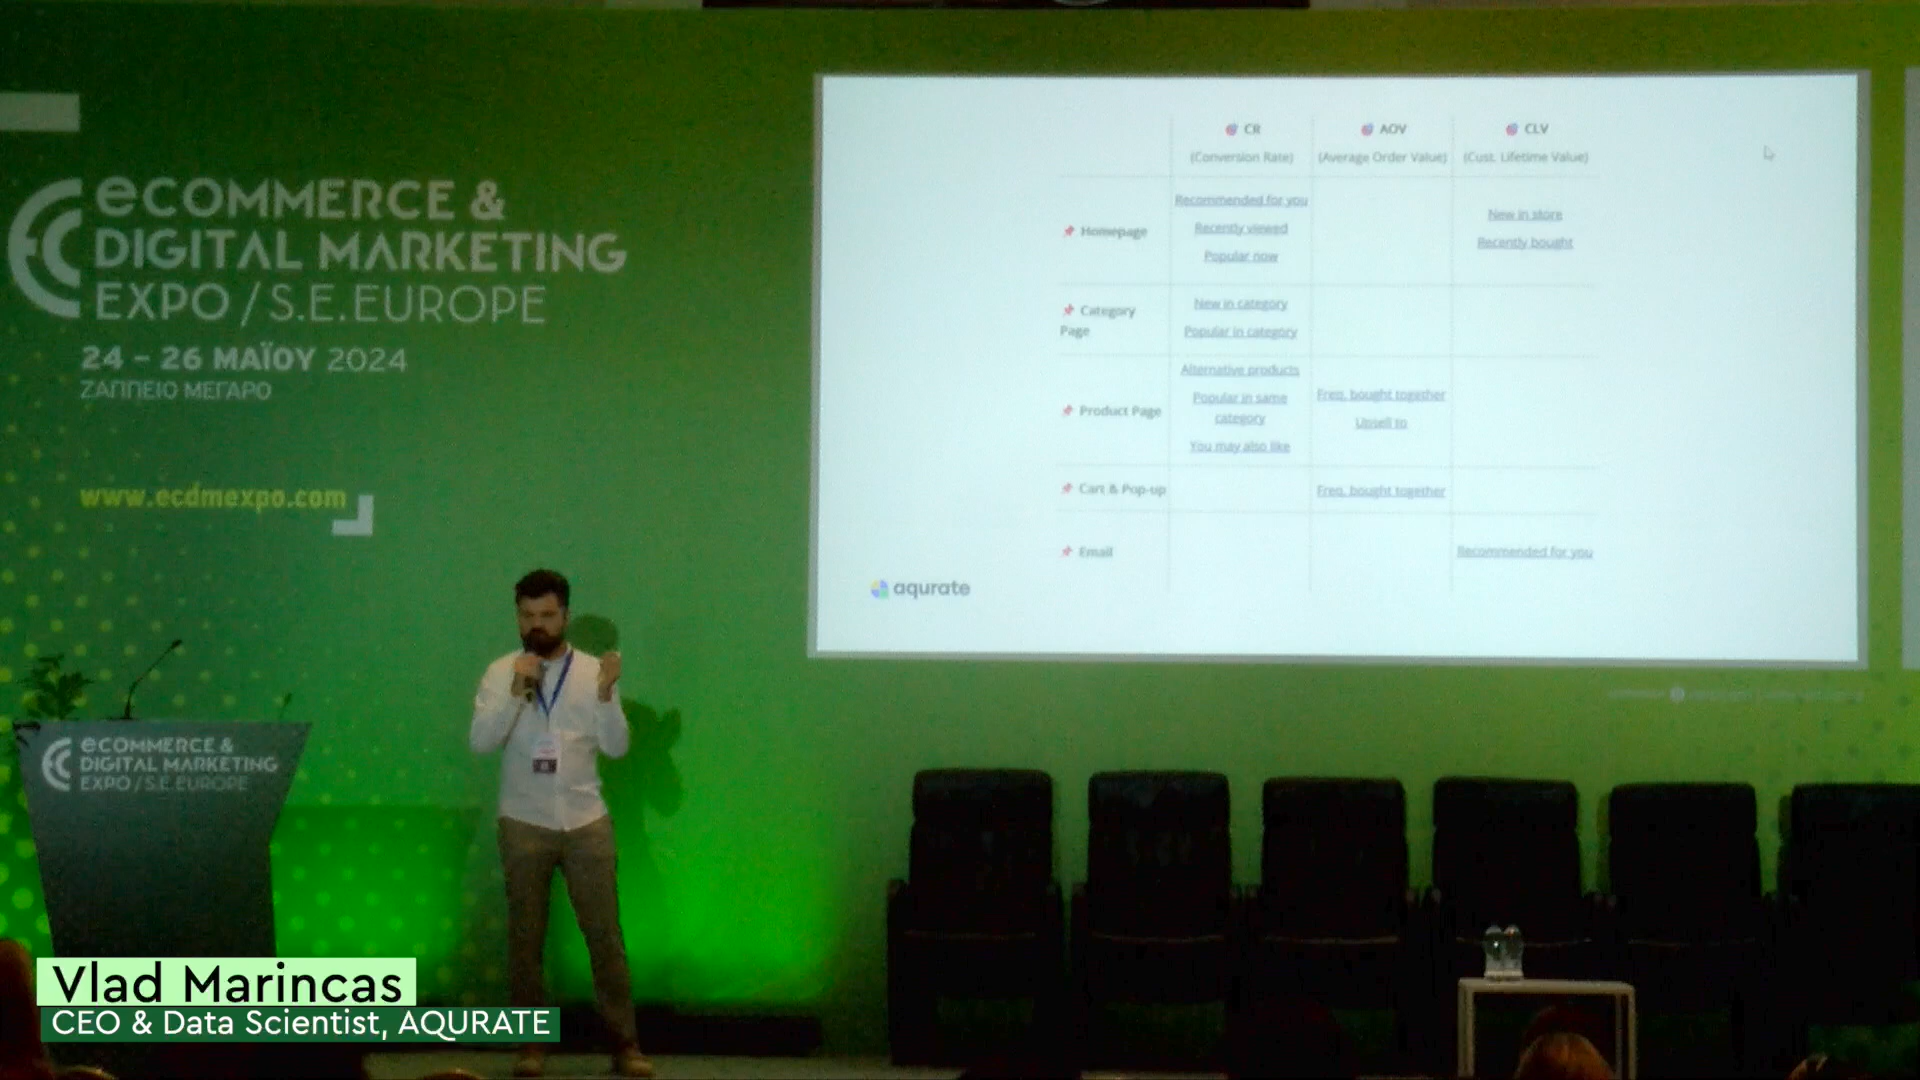 eCOMMERCE &
DIGITAL MARKETING
EXPO / S.E.EUROPE
24 – 26 ΜΑΪΟΥ 2024
ΖΑΠΠΕΙΟ ΜΕΓΑΡΟ
www.ecdmexpo.com
CR
(Conversion Rate)
AOV
(Average Order Value)
CLV
(Cust. Lifetime Value)
Homepage
Recommended for you
Recently viewed
Popular now
New in store
Recently bought
Category
Page
New in category
Popular in category
Product Page
Alternative products
Popular in same
category
You may also like
Freq. bought together
Upsell to
Cart & Pop-up
Freq. bought together
Email
Recommended for you
aqurate
eCOMMERCE &
DIGITAL MARKETING
EXPO / S.E.EUROPE
Vlad Marincas
CEO & Data Scientist, AQURATE